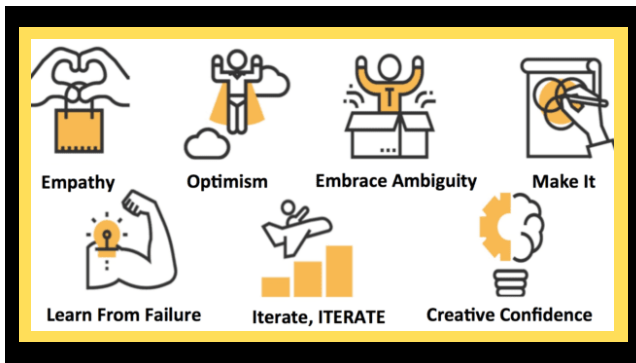 Empathy
Optimism
Embrace Ambiguity
Make It
Learn From Failure
Iterate, ITERATE
Creative Confidence